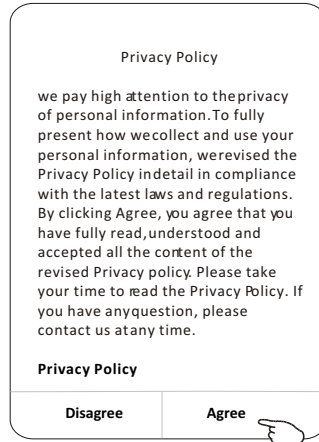 Privacy Policy
we pay high attention to theprivacy
of personal information.To fully
present how wecollect and use your
personal information, werevised the
Privacy Policy indetail in compliance
with the latest laws and regulations.
By clicking Agree, you agree that you
have fully read,understood and
accepted all the content of the
revised Privacy policy. Please take
your time to read the Privacy Policy. If
you have anyquestion, please
contact us atany time.
Privacy Policy
Disagree Agree